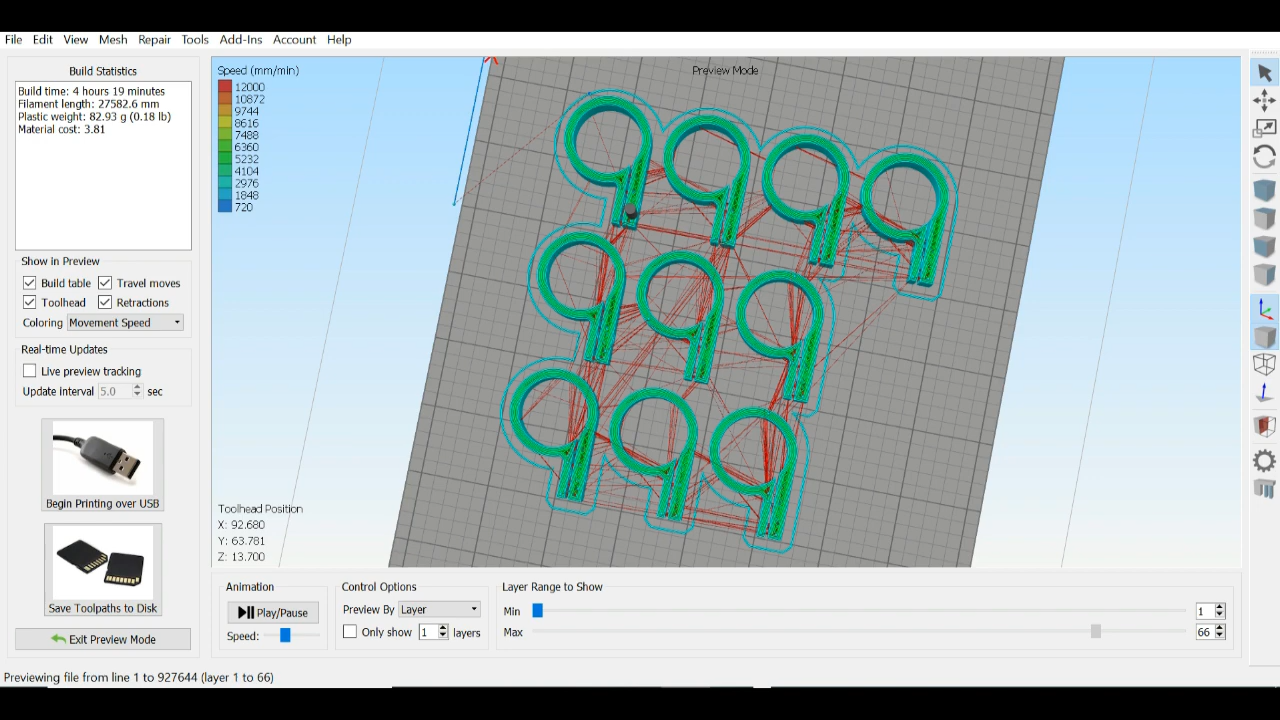 File Edit View Mesh Repair Tools Add-Ins Account Help
Build Statistics
Build time: 4 hours 19 minutes
Filament length: 27582.6 mm
Plastic weight: 82.93 g (0.18 lb)
Material cost: 3.81
Show in Preview
Build table Travel moves
Toolhead Retractions
Coloring Movement Speed
Real-time Updates
Live preview tracking
Update interval 5.0 sec
Begin Printing over USB
Save Toolpaths to Disk
Exit Preview Mode
Speed (mm/min)
12000
10872
9744
8616
7488
6360
5232
4104
2976
1848
720
Preview Mode
Toolhead Position
X: 92.680
Y: 63.781
Z: 13.700
Animation
Play/Pause
Speed:
Control Options
Preview By Layer
Only show 1 layers
Layer Range to Show
Min 1
Max 66
Previewing file from line 1 to 927644 (layer 1 to 66)